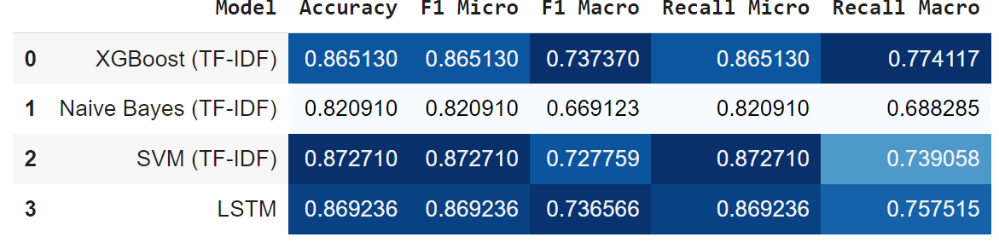 Model Accuracy F1 Micro F1 Macro Recall Micro Recall Macro
0 XGBoost (TF-IDF) 0.865130 0.865130 0.737370 0.865130 0.774117
1 Naive Bayes (TF-IDF) 0.820910 0.820910 0.669123 0.820910 0.688285
2 SVM (TF-IDF) 0.872710 0.872710 0.727759 0.872710 0.739058
3 LSTM 0.869236 0.869236 0.736566 0.869236 0.757515